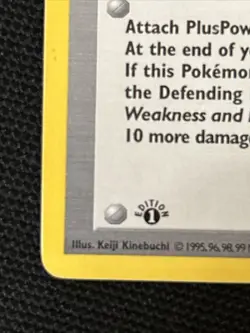 Attach PlusPow
At the end of y
If this Pokémo
the Defending
Weakness and
10 more damag
EDITION
1
Illus. Keiji Kinebuchi © 1995, 96, 98, 99